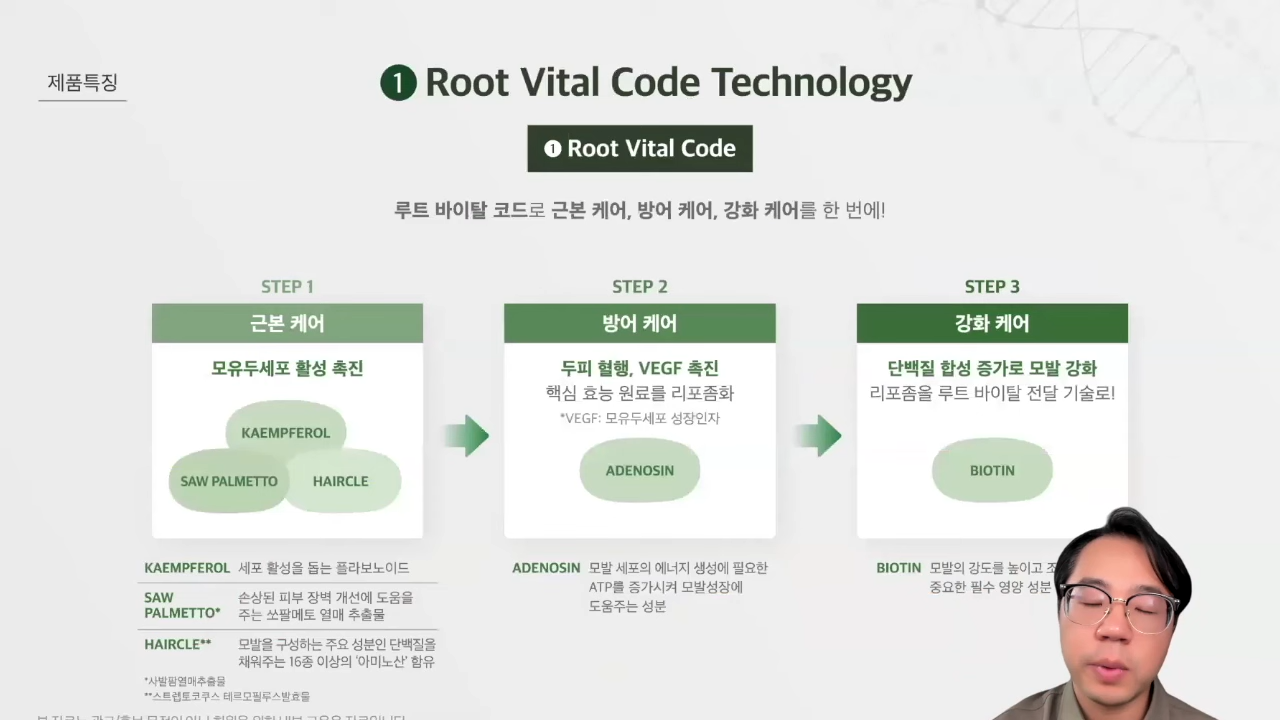 제품특징
❶ Root Vital Code Technology
❶ Root Vital Code
루트 바이탈 코드로 근본 케어, 방어 케어, 강화 케어를 한 번에!
STEP 1
근본 케어
모유두세포 활성 촉진
KAEMPFEROL
SAW PALMETTO
HAIRCLE
KAEMPFEROL 세포 활성을 돕는 플라보노이드
SAW PALMETTO* 손상된 피부 장벽 개선에 도움을
주는 쏘팔메토 열매 추출물
HAIRCLE** 모발을 구성하는 주요 성분인 단백질을
채워주는 16종 이상의 '아미노산' 함유
*사발팜열매추출물
**스트렙토코쿠스 테르모필루스발효물
STEP 2
방어 케어
두피 혈행, VEGF 촉진
핵심 효능 원료를 리포좀화
*VEGF: 모유두세포 성장인자
ADENOSIN
ADENOSIN 모발 세포의 에너지 생성에 필요한
ATP를 증가시켜 모발성장에
도움주는 성분
STEP 3
강화 케어
단백질 합성 증가로 모발 강화
리포좀을 루트 바이탈 전달 기술로!
BIOTIN
BIOTIN 모발의 강도를 높이고
중요한 필수 영양 성분